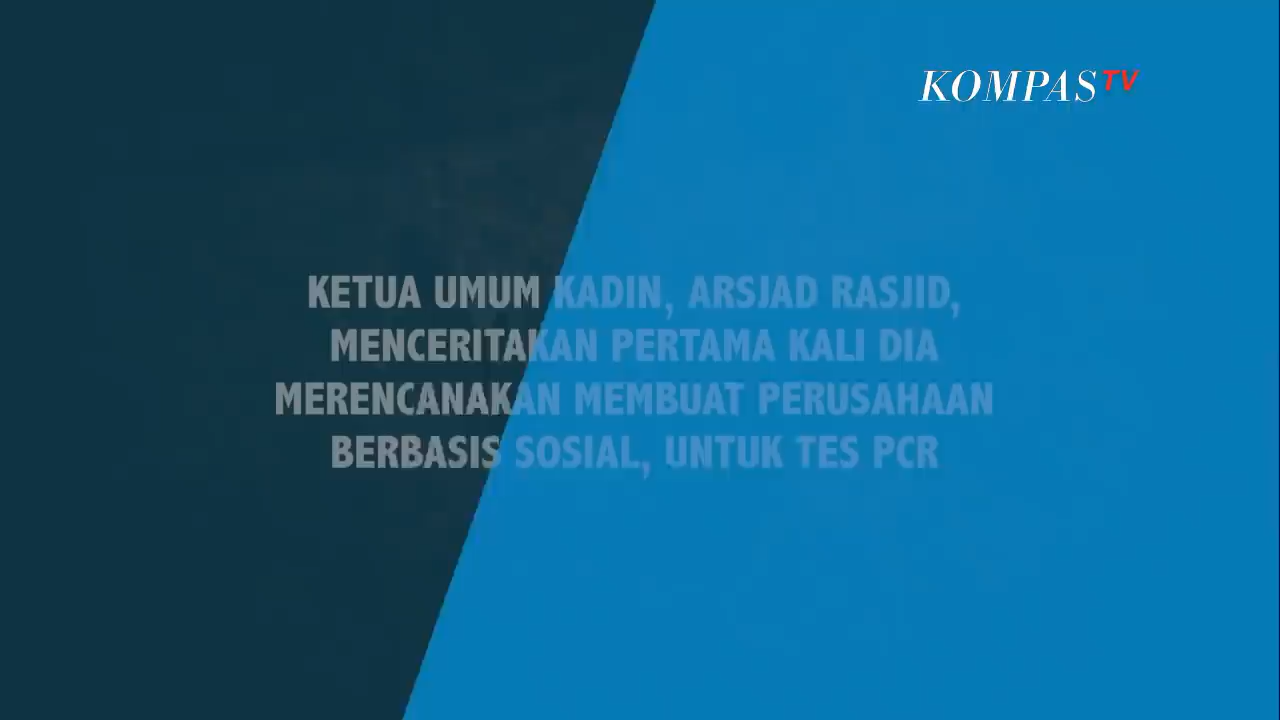 KOMPASTV
KETUA UMUM KADIN, ARSJAD RASJID,
MENCERITAKAN PERTAMA KALI DIA
MERENCANAKAN MEMBUAT PERUSAHAAN
BERBASIS SOSIAL, UNTUK TES PCR